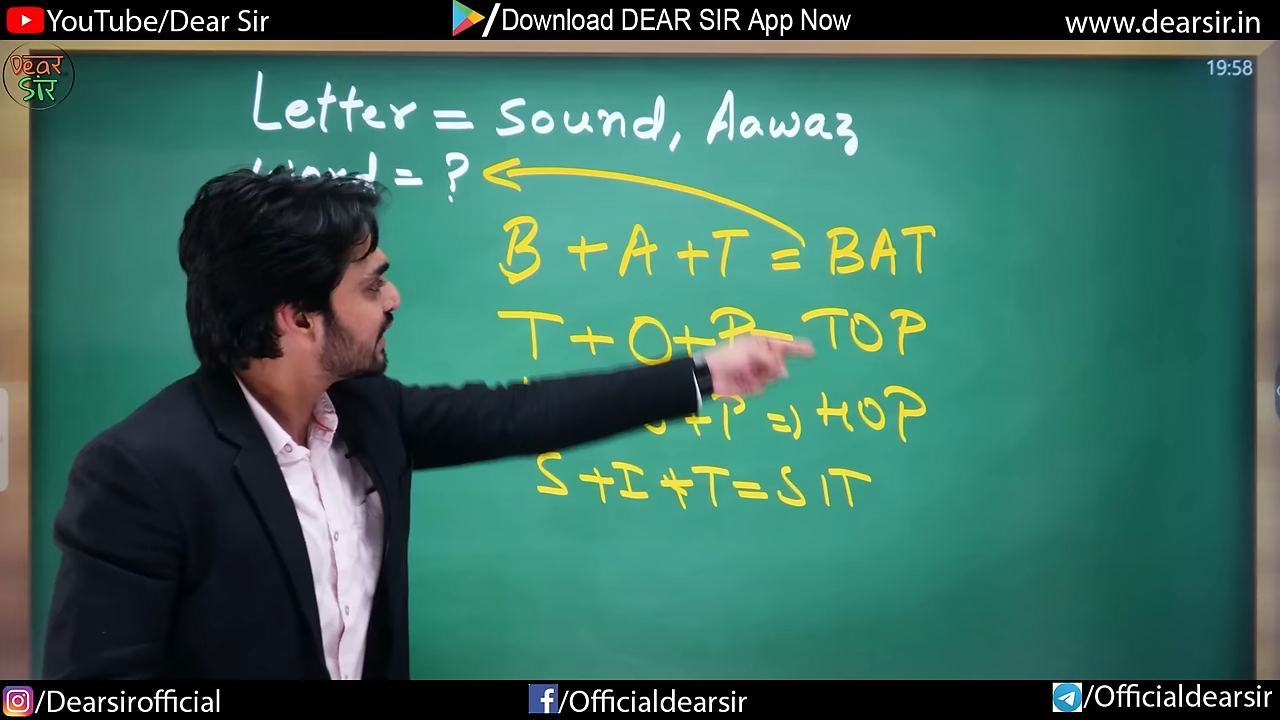 YouTube/Dear Sir
/Download DEAR SIR App Now
www.dearsir.in
Dear
Sir
19:58
Letter = Sound, Aawaz
Word = ?
B + A + T = BAT
T + O + P = TOP
+ P => HOP
S + I + T = SIT
/Dearsirofficial
/Officialdearsir
/Officialdearsir